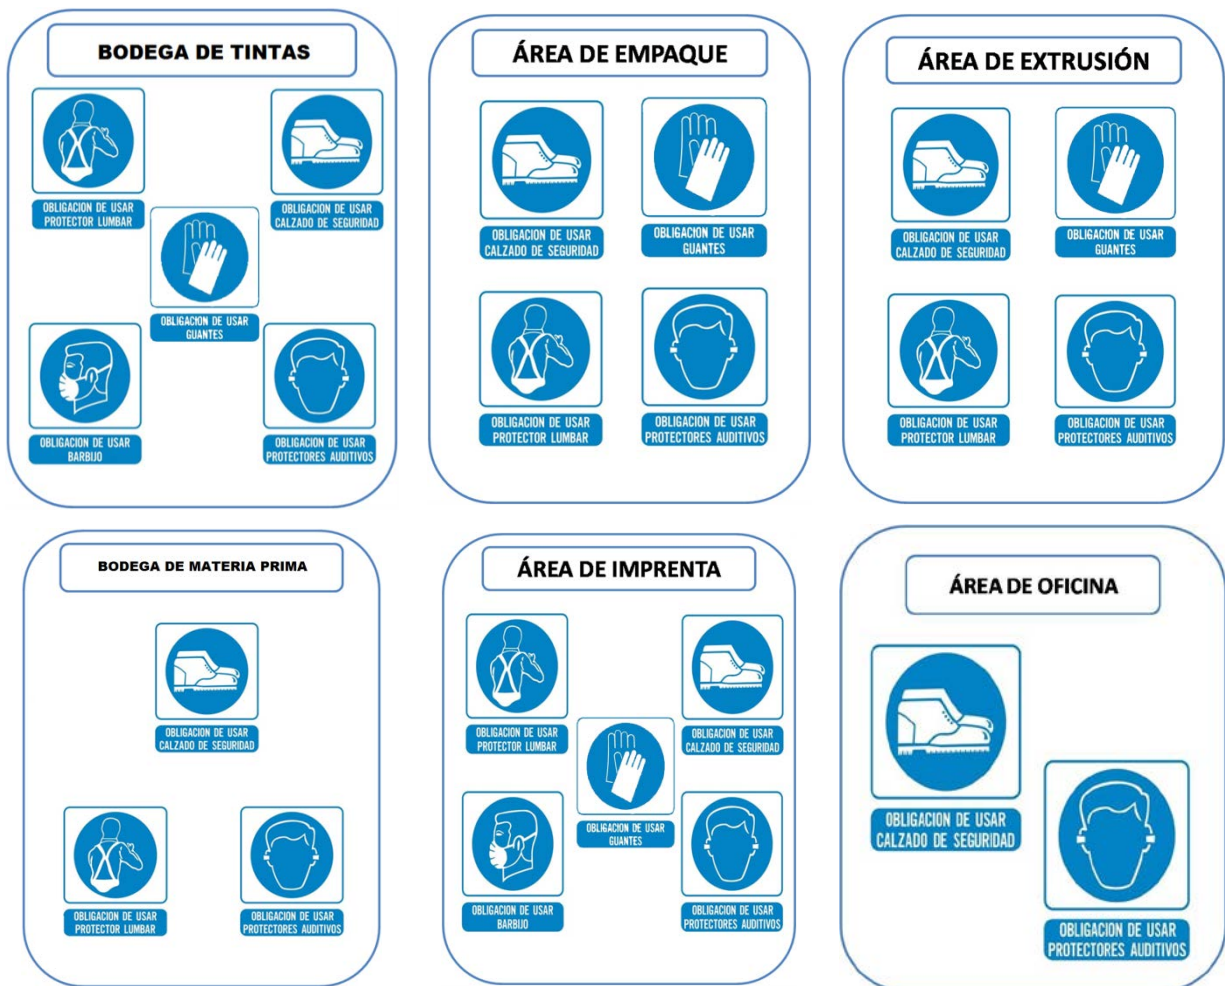 BODEGA DE TINTAS
OBLIGACION DE USAR
PROTECTOR LUMBAR
OBLIGACION DE USAR
CALZADO DE SEGURIDAD
OBLIGACION DE USAR
GUANTES
OBLIGACION DE USAR
BARBIJO
OBLIGACION DE USAR
PROTECTORES AUDITIVOS
ÁREA DE EMPAQUE
OBLIGACION DE USAR
CALZADO DE SEGURIDAD
OBLIGACION DE USAR
GUANTES
OBLIGACION DE USAR
PROTECTOR LUMBAR
OBLIGACION DE USAR
PROTECTORES AUDITIVOS
ÁREA DE EXTRUSIÓN
OBLIGACION DE USAR
CALZADO DE SEGURIDAD
OBLIGACION DE USAR
GUANTES
OBLIGACION DE USAR
PROTECTOR LUMBAR
OBLIGACION DE USAR
PROTECTORES AUDITIVOS
BODEGA DE MATERIA PRIMA
OBLIGACION DE USAR
CALZADO DE SEGURIDAD
OBLIGACION DE USAR
PROTECTOR LUMBAR
OBLIGACION DE USAR
PROTECTORES AUDITIVOS
ÁREA DE IMPRENTA
OBLIGACION DE USAR
PROTECTOR LUMBAR
OBLIGACION DE USAR
CALZADO DE SEGURIDAD
OBLIGACION DE USAR
GUANTES
OBLIGACION DE USAR
BARBIJO
OBLIGACION DE USAR
PROTECTORES AUDITIVOS
ÁREA DE OFICINA
OBLIGACION DE USAR
CALZADO DE SEGURIDAD
OBLIGACION DE USAR
PROTECTORES AUDITIVOS